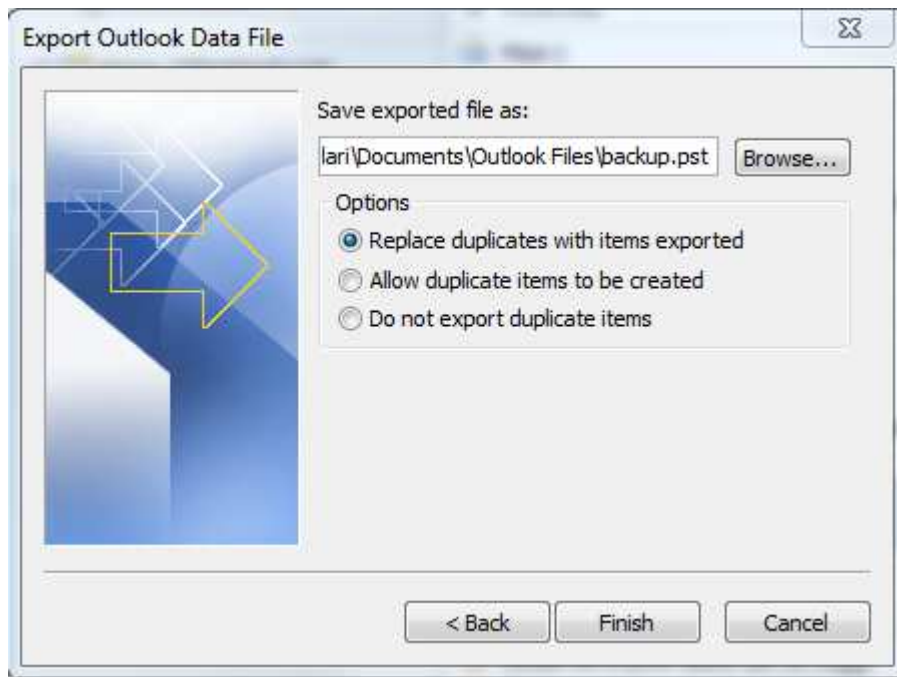 Export Outlook Data File
Save exported file as:
lari\Documents\Outlook Files\backup.pst
Browse...
Options
Replace duplicates with items exported
Allow duplicate items to be created
Do not export duplicate items
< Back
Finish
Cancel